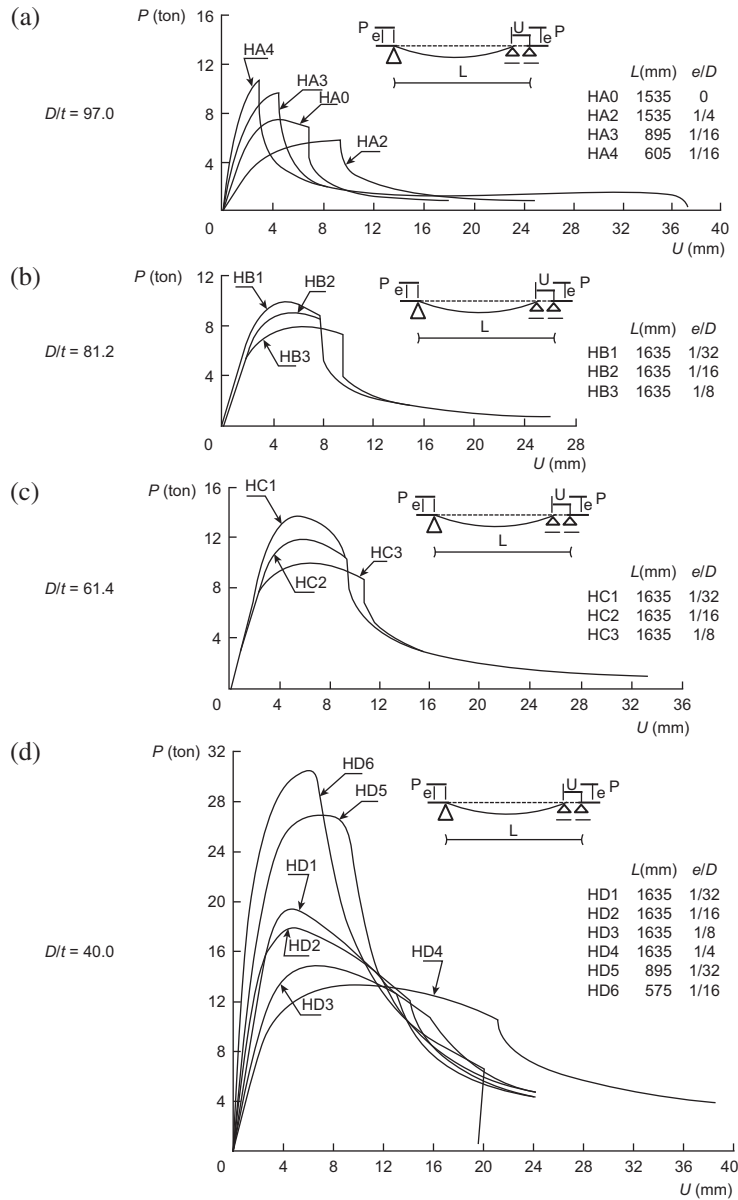 (a)
P (ton)
16
12
8
4
0
4
8
12
16
20
24
28
32
36
40
U (mm)
D/t = 97.0
HA4
HA3
HA0
HA2
P
e
U
e
P
L
L(mm) e/D
HA0 1535 0
HA2 1535 1/4
HA3 895 1/16
HA4 605 1/16
(b)
P (ton)
12
8
4
0
4
8
12
16
20
24
28
U (mm)
D/t = 81.2
HB1
HB2
HB3
P
e
U
e
P
L
L(mm) e/D
HB1 1635 1/32
HB2 1635 1/16
HB3 1635 1/8
(c)
P (ton)
16
12
8
4
0
4
8
12
16
20
24
28
32
36
U (mm)
D/t = 61.4
HC1
HC2
HC3
P
e
U
e
P
L
L(mm) e/D
HC1 1635 1/32
HC2 1635 1/16
HC3 1635 1/8
(d)
P (ton)
32
28
24
20
16
12
8
4
0
4
8
12
16
20
24
28
32
36
40
U (mm)
D/t = 40.0
HD6
HD5
HD1
HD2
HD4
HD3
P
e
U
e
P
L
L(mm) e/D
HD1 1635 1/32
HD2 1635 1/16
HD3 1635 1/8
HD4 1635 1/4
HD5 895 1/32
HD6 575 1/16